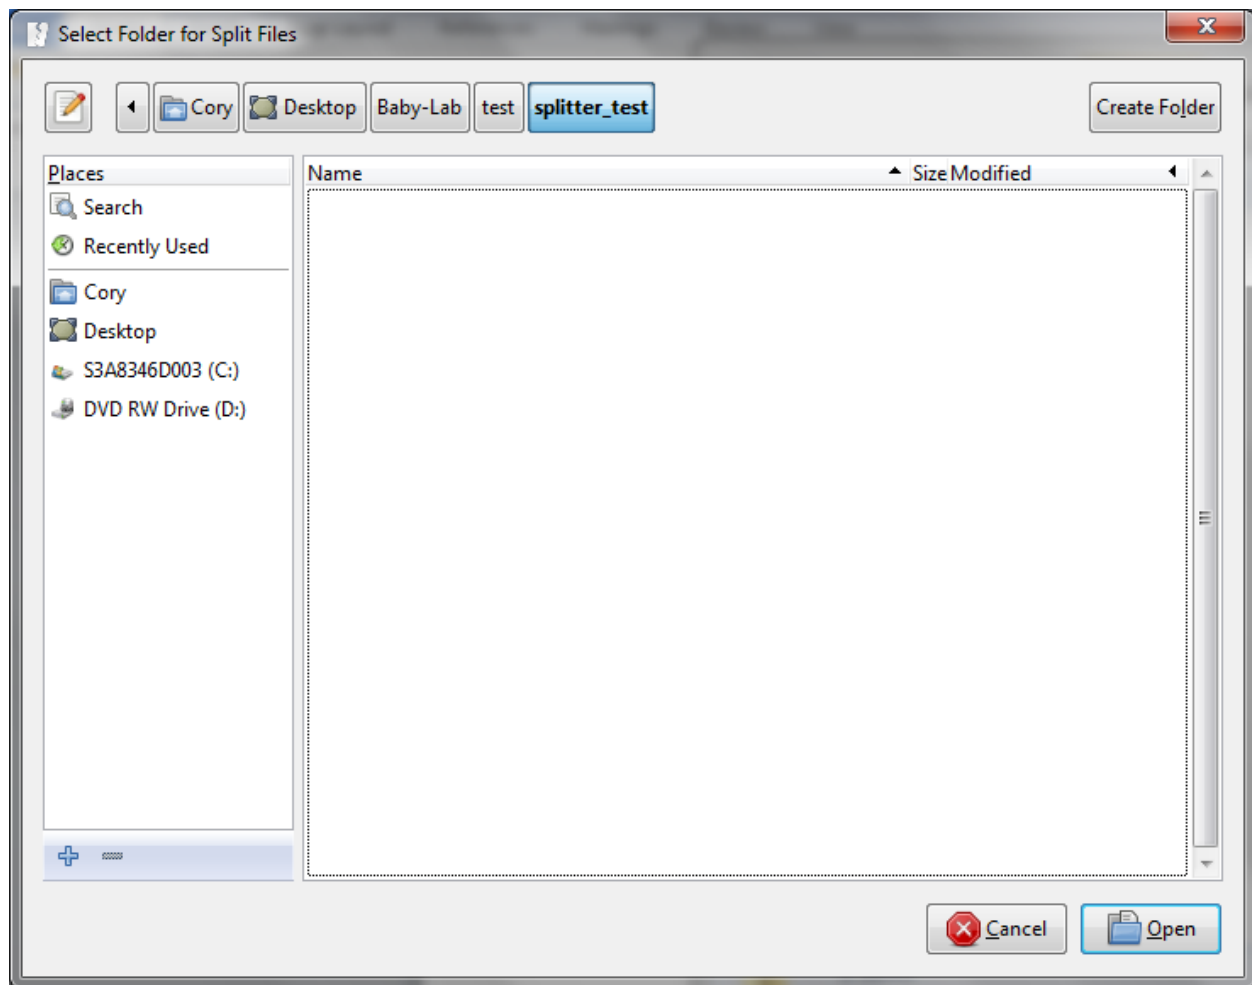 Select Folder for Split Files
Cory Desktop Baby-Lab test splitter_test Create Folder
Places
Search
Recently Used
Cory
Desktop
S3A8346D003 (C:)
DVD RW Drive (D:)
Name Size Modified
Cancel Open